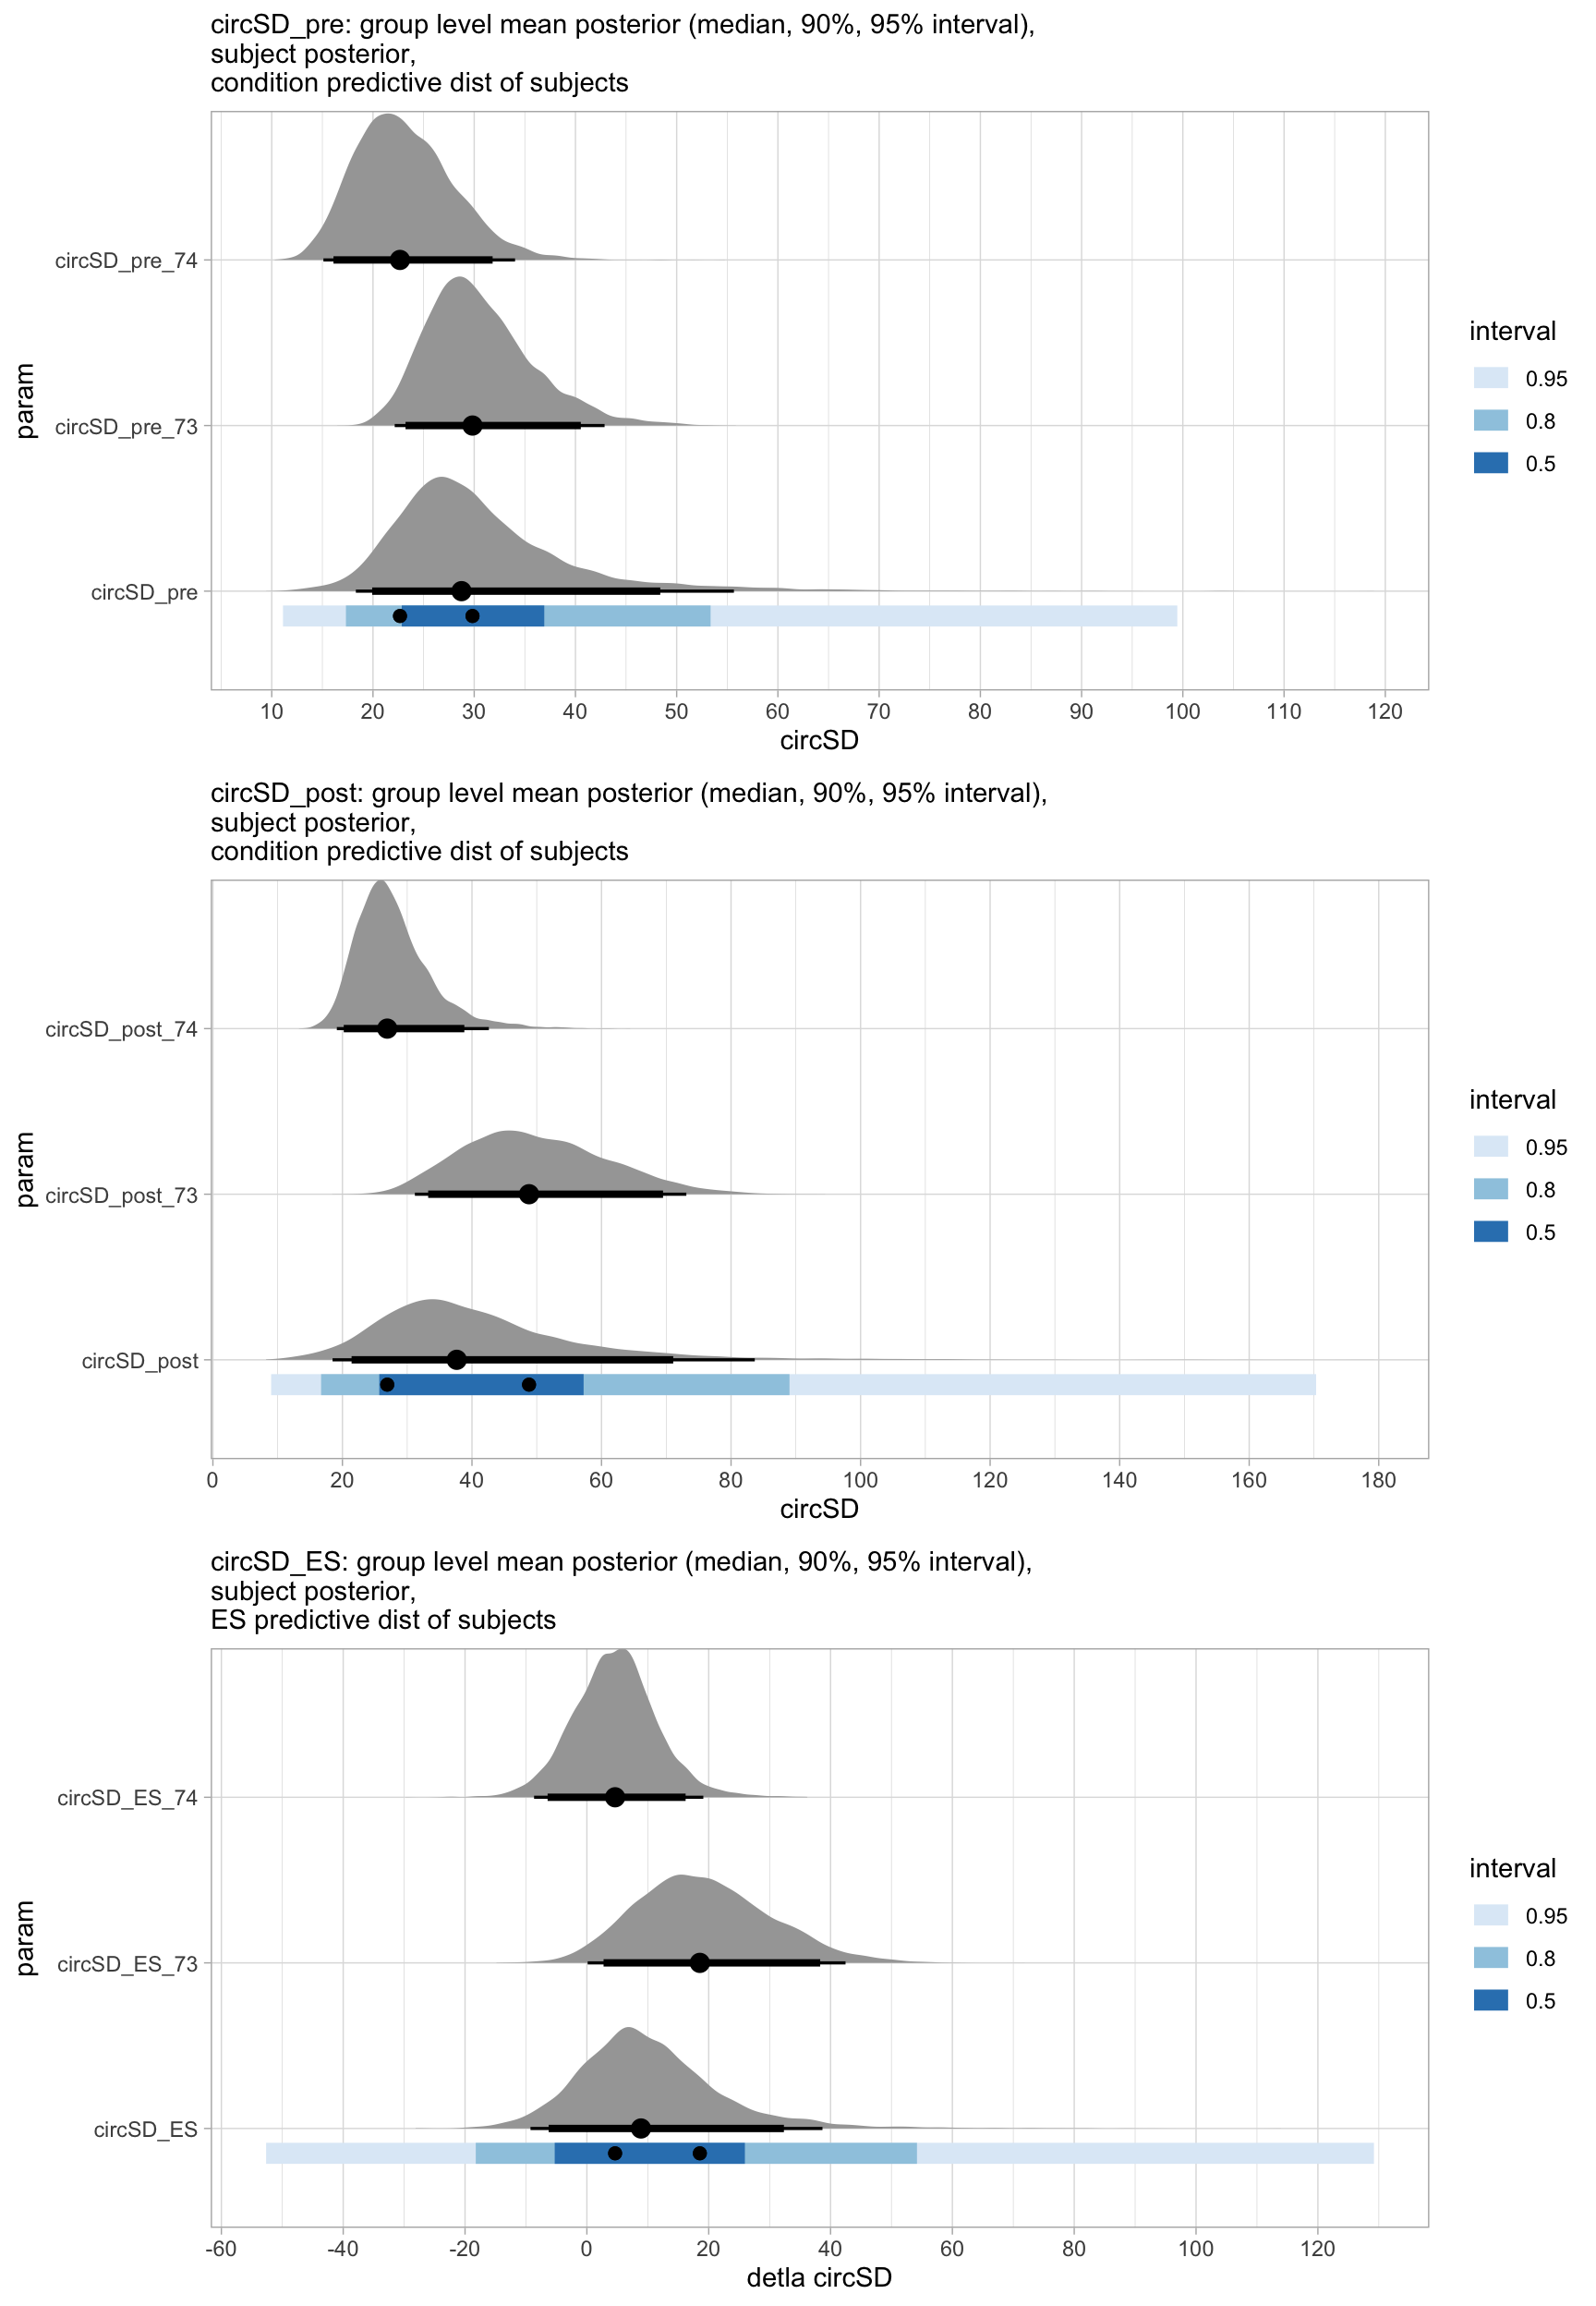 circSD_pre: group level mean posterior (median, 90%, 95% interval),
subject posterior,
condition predictive dist of subjects
param
circSD_pre_74
circSD_pre_73
circSD_pre
10 20 30 40 50 60 70 80 90 100 110 120
circSD
interval
0.95
0.8
0.5
circSD_post: group level mean posterior (median, 90%, 95% interval),
subject posterior,
condition predictive dist of subjects
param
circSD_post_74
circSD_post_73
circSD_post
0 20 40 60 80 100 120 140 160 180
circSD
interval
0.95
0.8
0.5
circSD_ES: group level mean posterior (median, 90%, 95% interval),
subject posterior,
ES predictive dist of subjects
param
circSD_ES_74
circSD_ES_73
circSD_ES
-60 -40 -20 0 20 40 60 80 100 120
detla circSD
interval
0.95
0.8
0.5